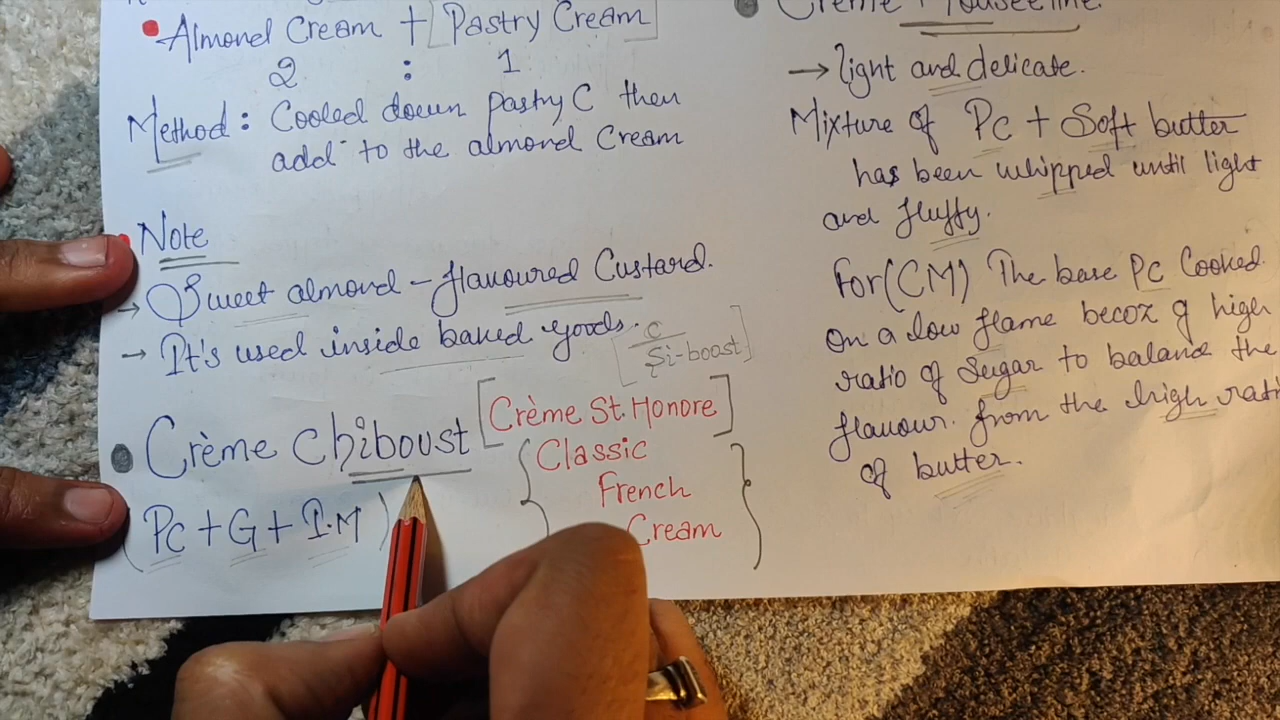 Almond Cream + [Pastry Cream]
2 : 1
Method: Cooled down pastry C then
add to the almond Cream
Note
→ Sweet almond-flavoured Custard.
→ It's used inside baked goods.
[C
Si-boost]
Crème Chiboust [Crème St. Honore]
(PC + G + I.M)
{Classic
French
Cream}
Crème Mousseline.
→ light and delicate.
Mixture of PC + Soft butter
has been whipped until light
and fluffy.
For (CM) The base PC Cooked
on a low flame becoz of high
ratio of sugar to balance the
flavour. from the high rati
of butter.